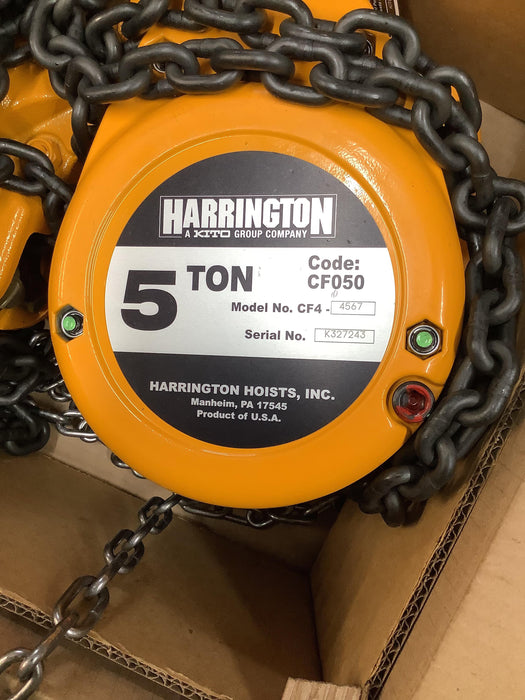 HARRINGTON
A KITO GROUP COMPANY
5 TON
Code:
CF050
Model No. CF4 - 4567
Serial No. K327243
HARRINGTON HOISTS, INC.
Manheim, PA 17545
Product of U.S.A.